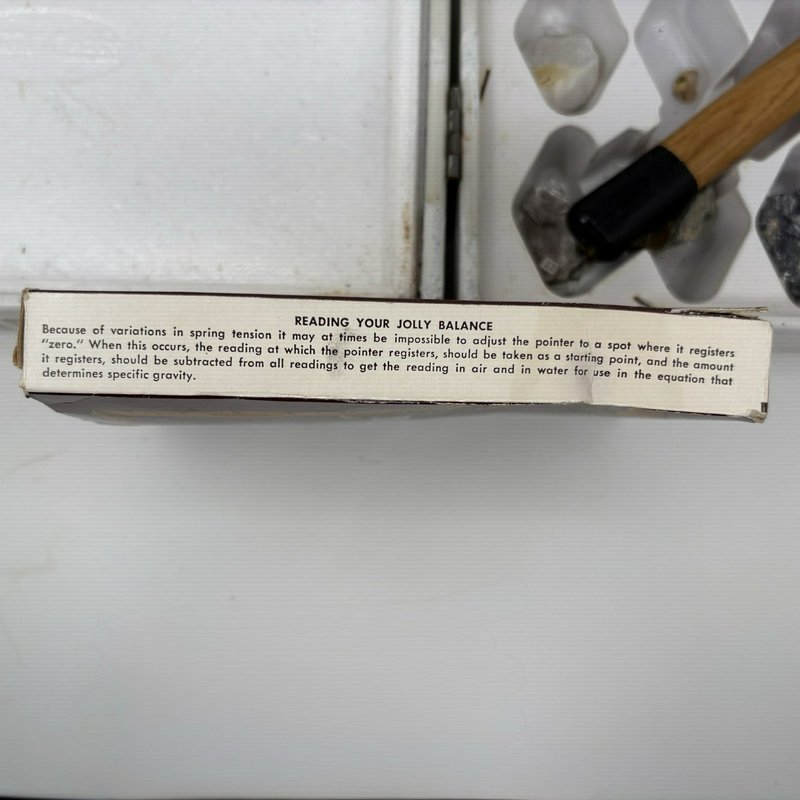 READING YOUR JOLLY BALANCE
Because of variations in spring tension it may at times be impossible to adjust the pointer to a spot where it registers
"zero." When this occurs, the reading at which the pointer registers, should be taken as a starting point, and the amount
it registers, should be subtracted from all readings to get the reading in air and in water for use in the equation that
determines specific gravity.